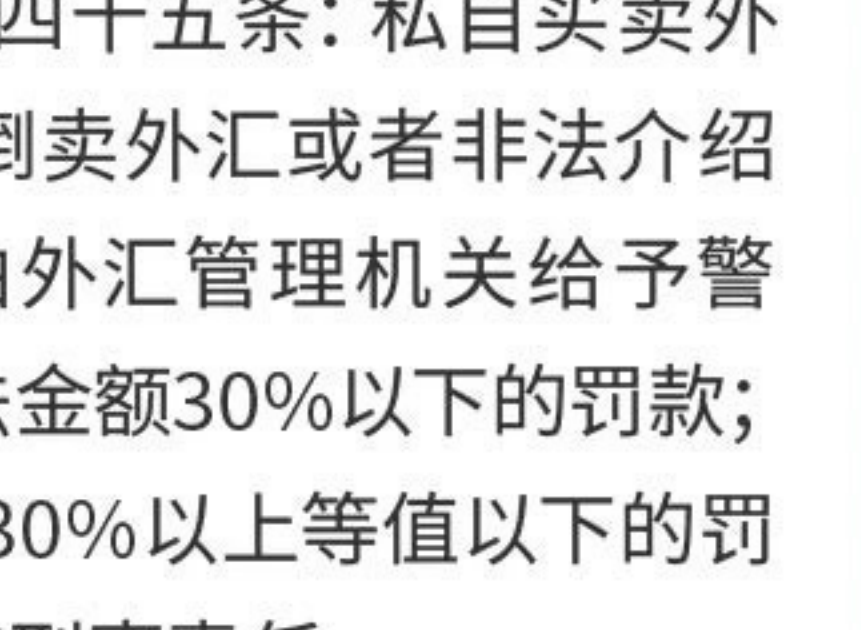 四十五条：私自买卖外
倒卖外汇或者非法介绍
由外汇管理机关给予警
法金额30%以下的罚款；
30%以上等值以下的罚